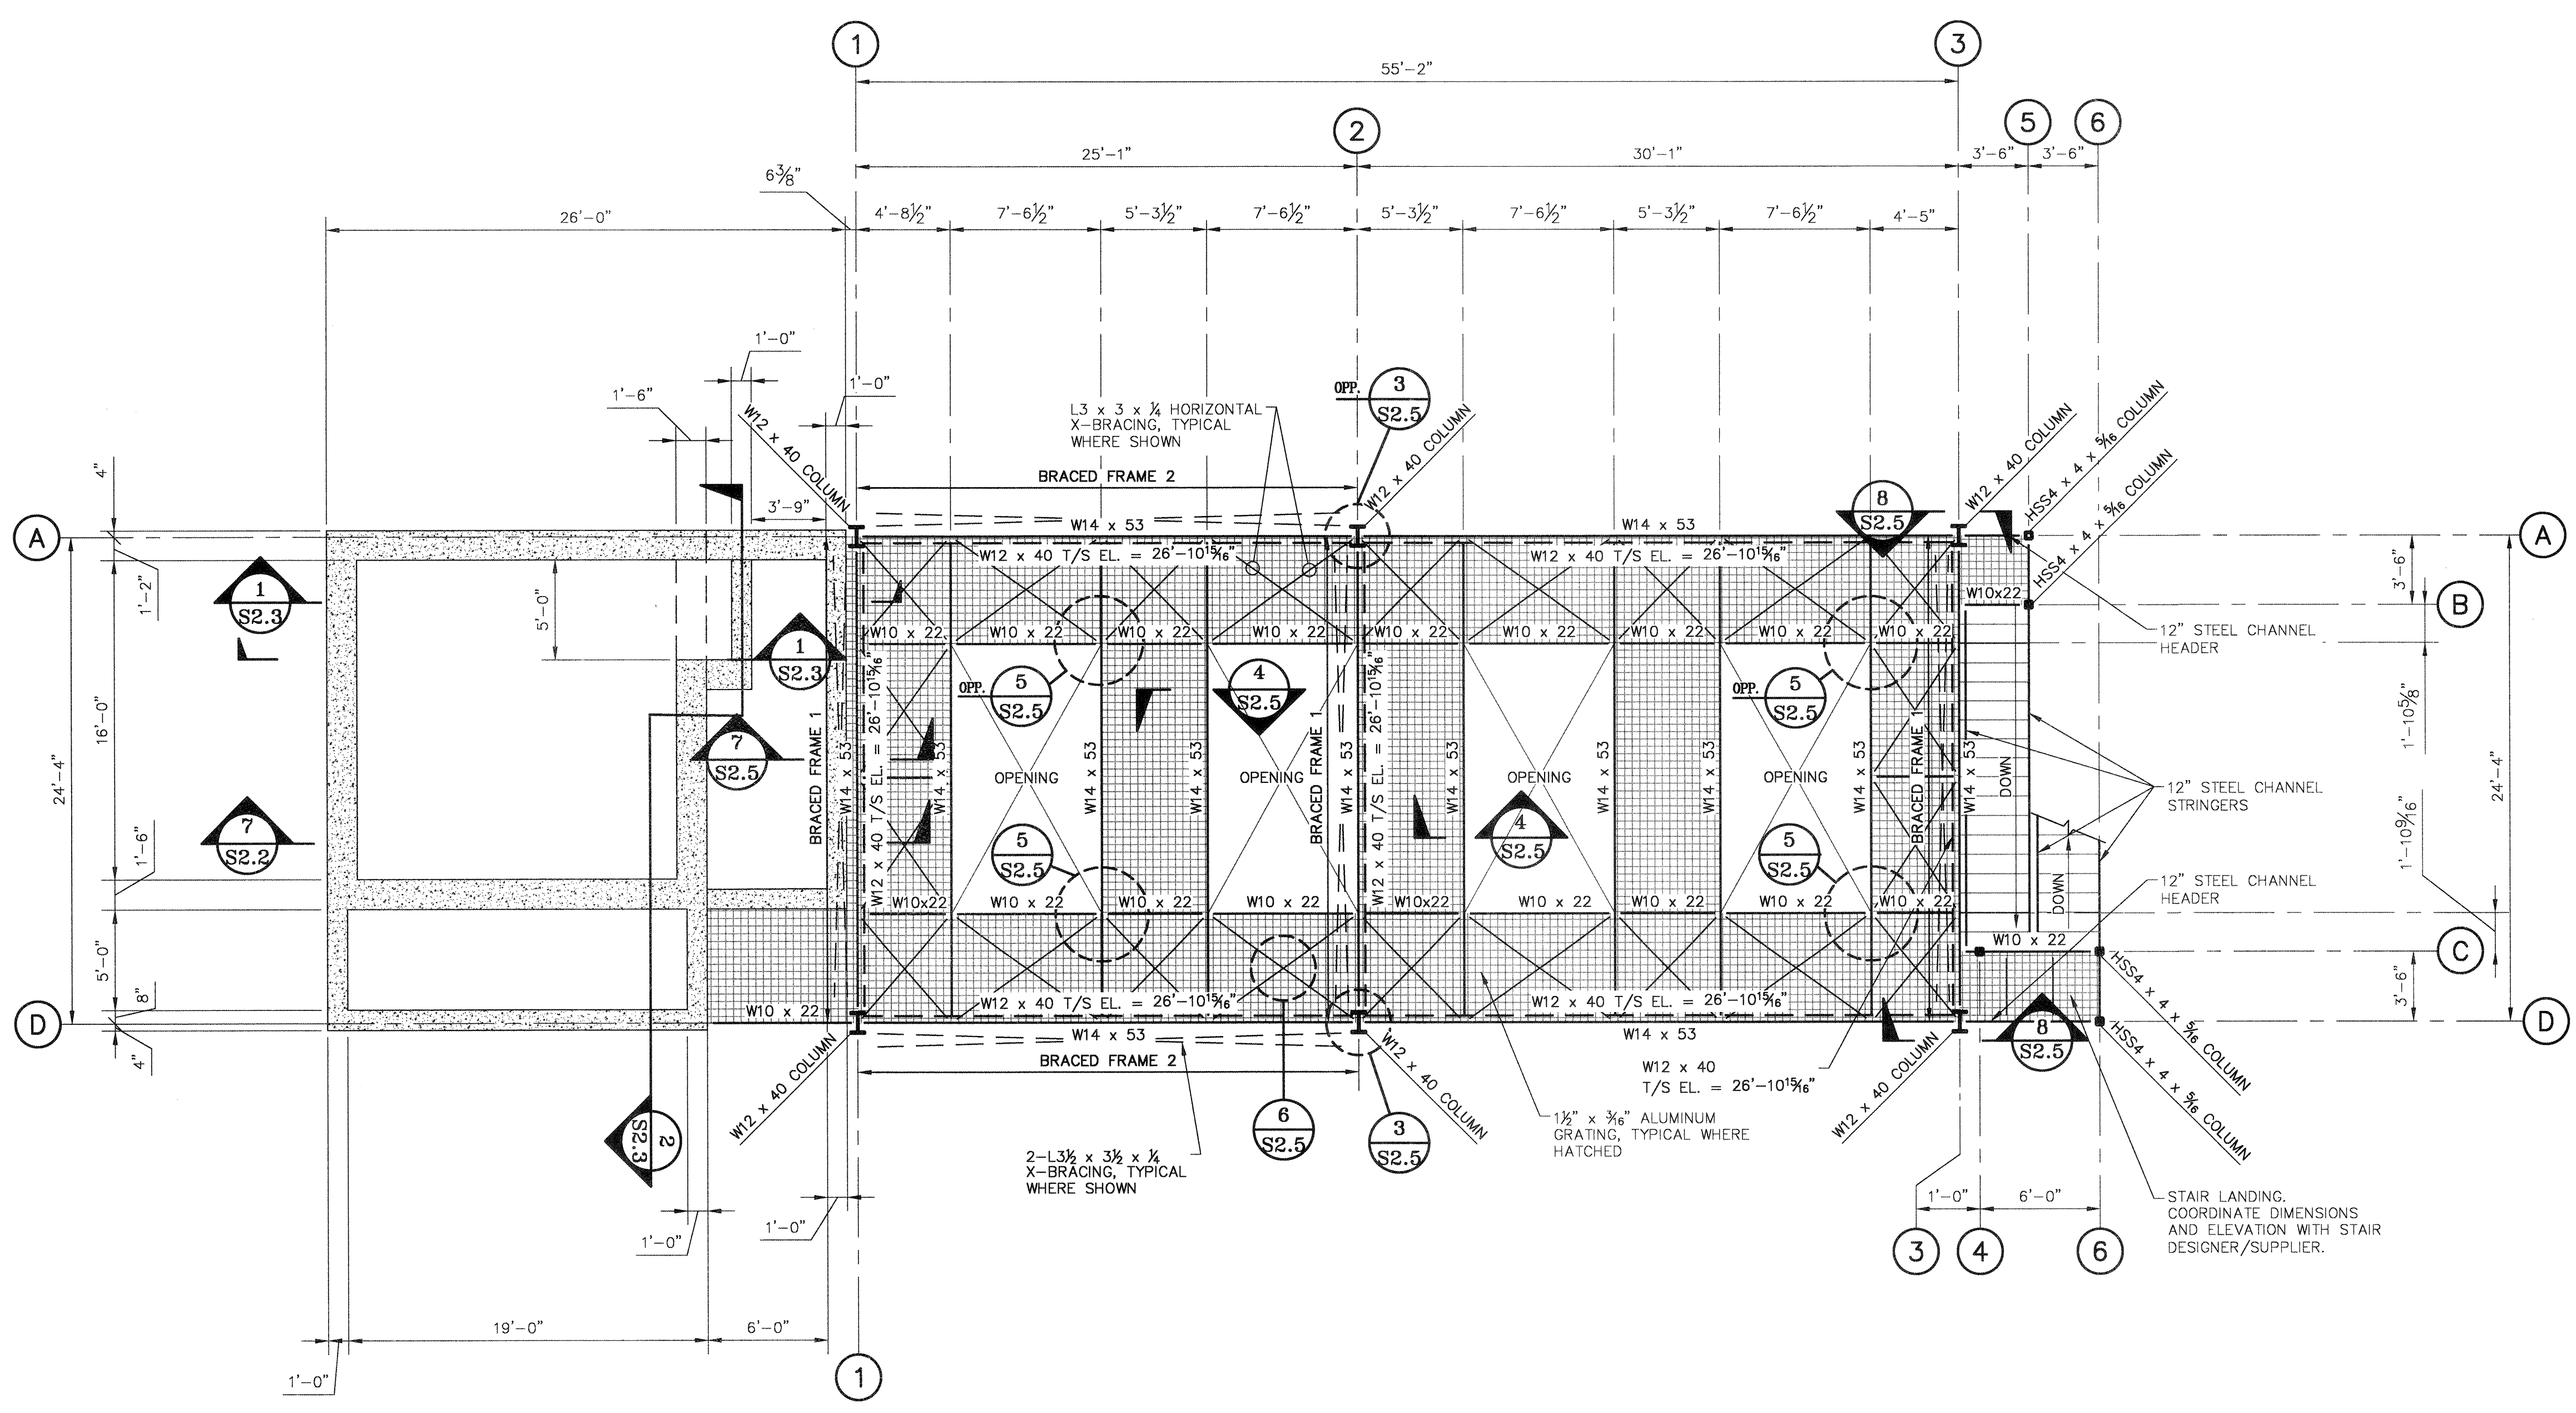 1
3
55'-2"
2
5
6
25'-1"
30'-1"
3'-6"
3'-6"
6⅜"
26'-0"
4'-8½"
7'-6½"
5'-3½"
7'-6½"
5'-3½"
7'-6½"
5'-3½"
7'-6½"
4'-5"
1'-0"
1'-6"
1'-0"
3'-9"
4"
1'-2"
5'-0"
W12 x 40 COLUMN
L3 x 3 x ¼ HORIZONTAL
X-BRACING, TYPICAL
WHERE SHOWN
OPP.
3
S2.5
W12 x 40 COLUMN
BRACED FRAME 2
8
S2.5
W12 x 40 COLUMN
HSS4 x 4 x 5/16 COLUMN
HSS4 x 4 x 5/16 COLUMN
W14 x 53
W14 x 53
A
A
W12 x 40 T/S EL. = 26'-10 15/16"
W12 x 40 T/S EL. = 26'-10 15/16"
1
S2.3
1
S2.3
3'-6"
B
W10x22
W10 x 22
W10 x 22
W10 x 22
W10 x 22
W10 x 22
W10 x 22
W10 x 22
W10 x 22
W10 x 22
12" STEEL CHANNEL
HEADER
OPP.
5
S2.5
4
S2.5
OPP.
5
S2.5
7
S2.5
16'-0"
24'-4"
BRACED FRAME 1
W14 x 53
W12 x 40 T/S EL. = 26'-10 15/16"
W14 x 53
OPENING
W14 x 53
W14 x 53
OPENING
BRACED FRAME 1
W14 x 53
W12 x 40 T/S EL. = 26'-10 15/16"
W14 x 53
OPENING
W14 x 53
W14 x 53
OPENING
W14 x 53
BRACED FRAME 1
W14 x 53
DOWN
12" STEEL CHANNEL
STRINGERS
1'-10⅝"
24'-4"
1'-10 9/16"
7
S2.2
5
S2.5
4
S2.5
5
S2.5
1'-6"
DOWN
12" STEEL CHANNEL
HEADER
W10x22
W10 x 22
W10 x 22
W10 x 22
W10x22
W10 x 22
W10 x 22
W10 x 22
W10 x 22
W10 x 22
C
5'-0"
8"
3'-6"
W10 x 22
W12 x 40 T/S EL. = 26'-10 15/16"
W12 x 40 T/S EL. = 26'-10 15/16"
D
D
4"
W14 x 53
W14 x 53
BRACED FRAME 2
8
S2.5
HSS4 x 4 x 5/16 COLUMN
HSS4 x 4 x 5/16 COLUMN
W12 x 40 COLUMN
W12 x 40 COLUMN
W12 x 40 COLUMN
W12 x 40
T/S EL. = 26'-10 15/16"
2
S2.3
6
S2.5
3
S2.5
1½" x 3/16" ALUMINUM
GRATING, TYPICAL WHERE
HATCHED
2-L3½ x 3½ x ¼
X-BRACING, TYPICAL
WHERE SHOWN
1'-0"
6'-0"
STAIR LANDING.
COORDINATE DIMENSIONS
AND ELEVATION WITH STAIR
DESIGNER/SUPPLIER.
1'-0"
1'-0"
3
4
6
19'-0"
6'-0"
1'-0"
1